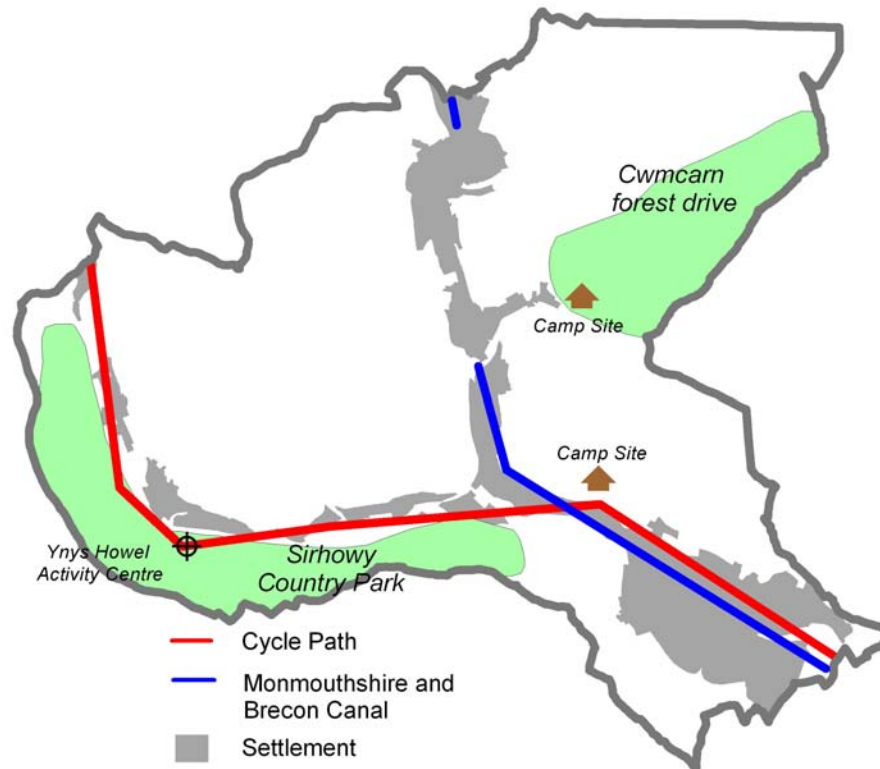 Cwmcarn
forest drive
Camp Site
Camp Site
Ynys Howel
Activity Centre
Sirhowy
Country Park
Cycle Path
Monmouthshire and
Brecon Canal
Settlement